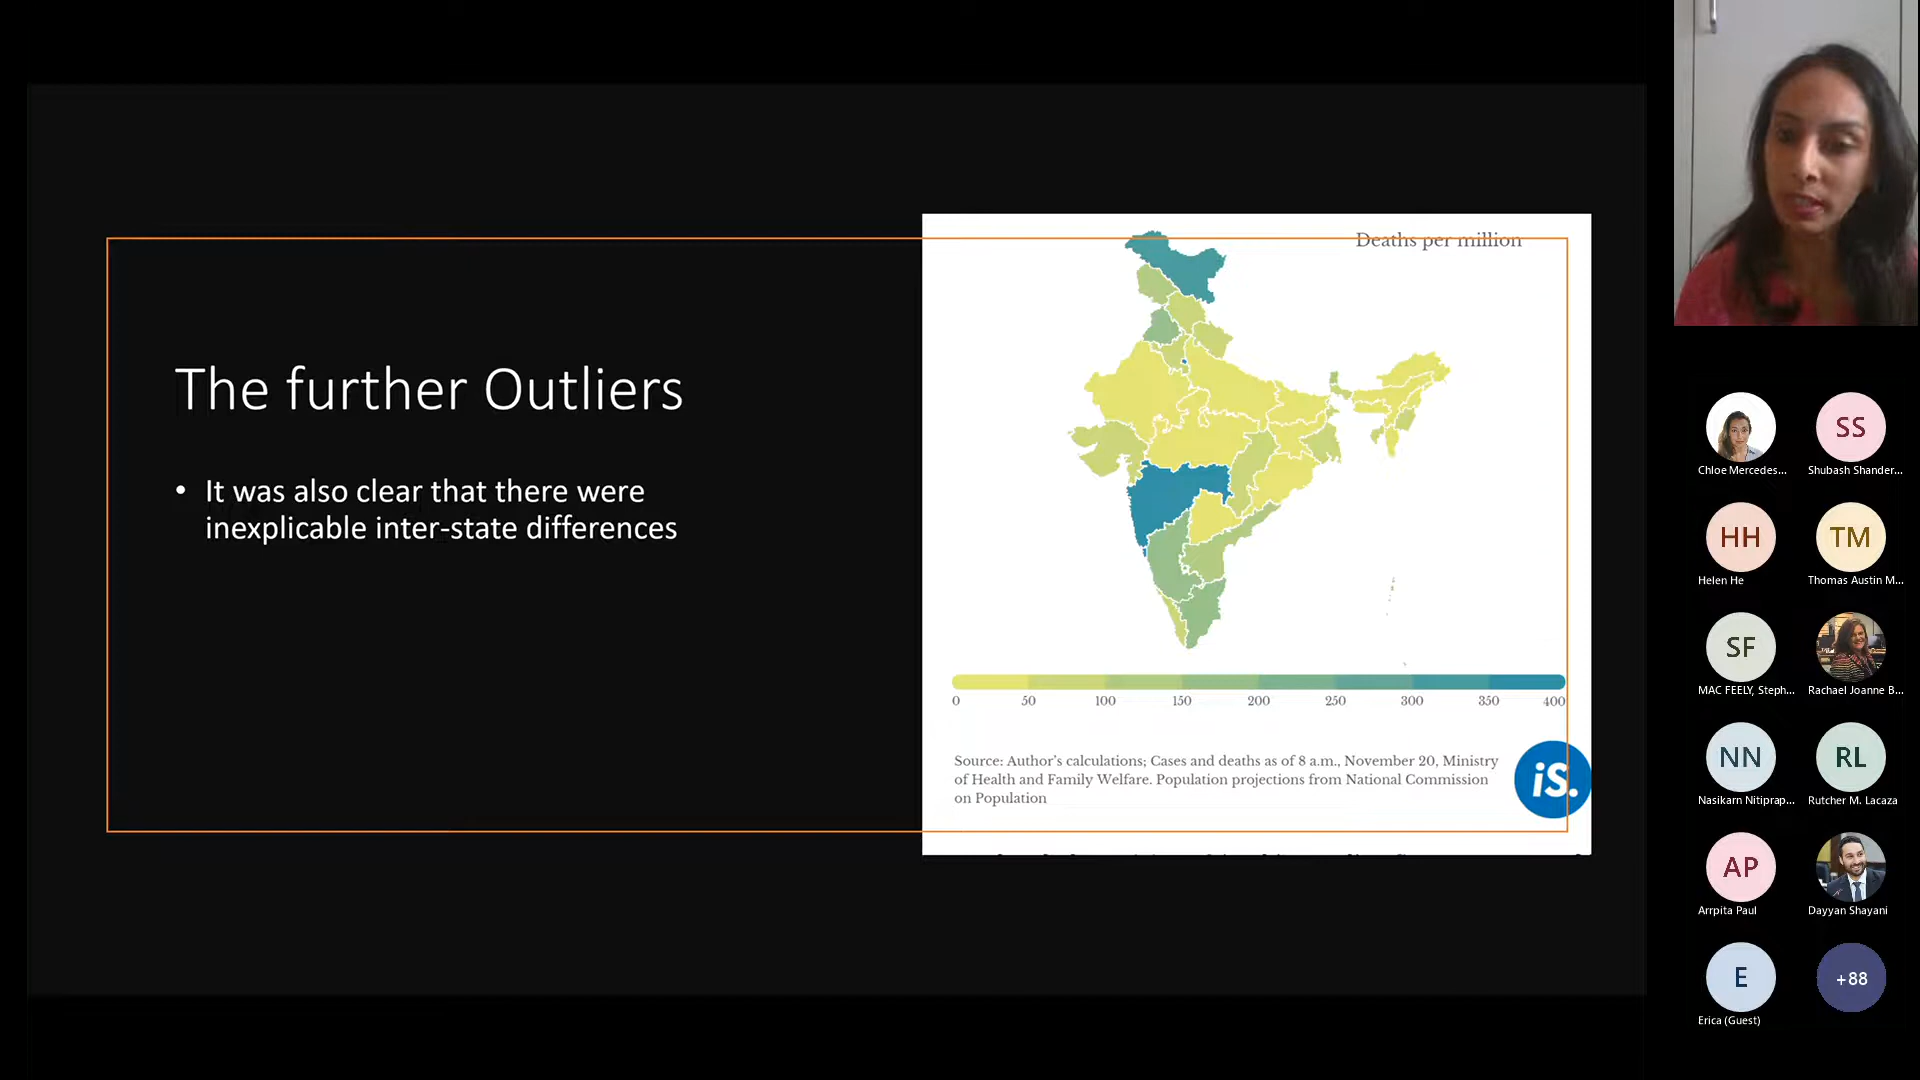 The further Outliers
• It was also clear that there were
inexplicable inter-state differences
Deaths per million
0 50 100 150 200 250 300 350 400
Source: Author's calculations; Cases and deaths as of 8 a.m., November 20, Ministry
of Health and Family Welfare. Population projections from National Commission
on Population
iS.
Chloe Mercedes...
SS
Shubash Shander...
HH
Helen He
TM
Thomas Austin M...
SF
MAC FEELY, Steph...
Rachael Joanne B...
NN
Nasikarn Nitiprap...
RL
Rutcher M. Lacaza
AP
Arrpita Paul
Dayyan Shayani
E
Erica (Guest)
+88